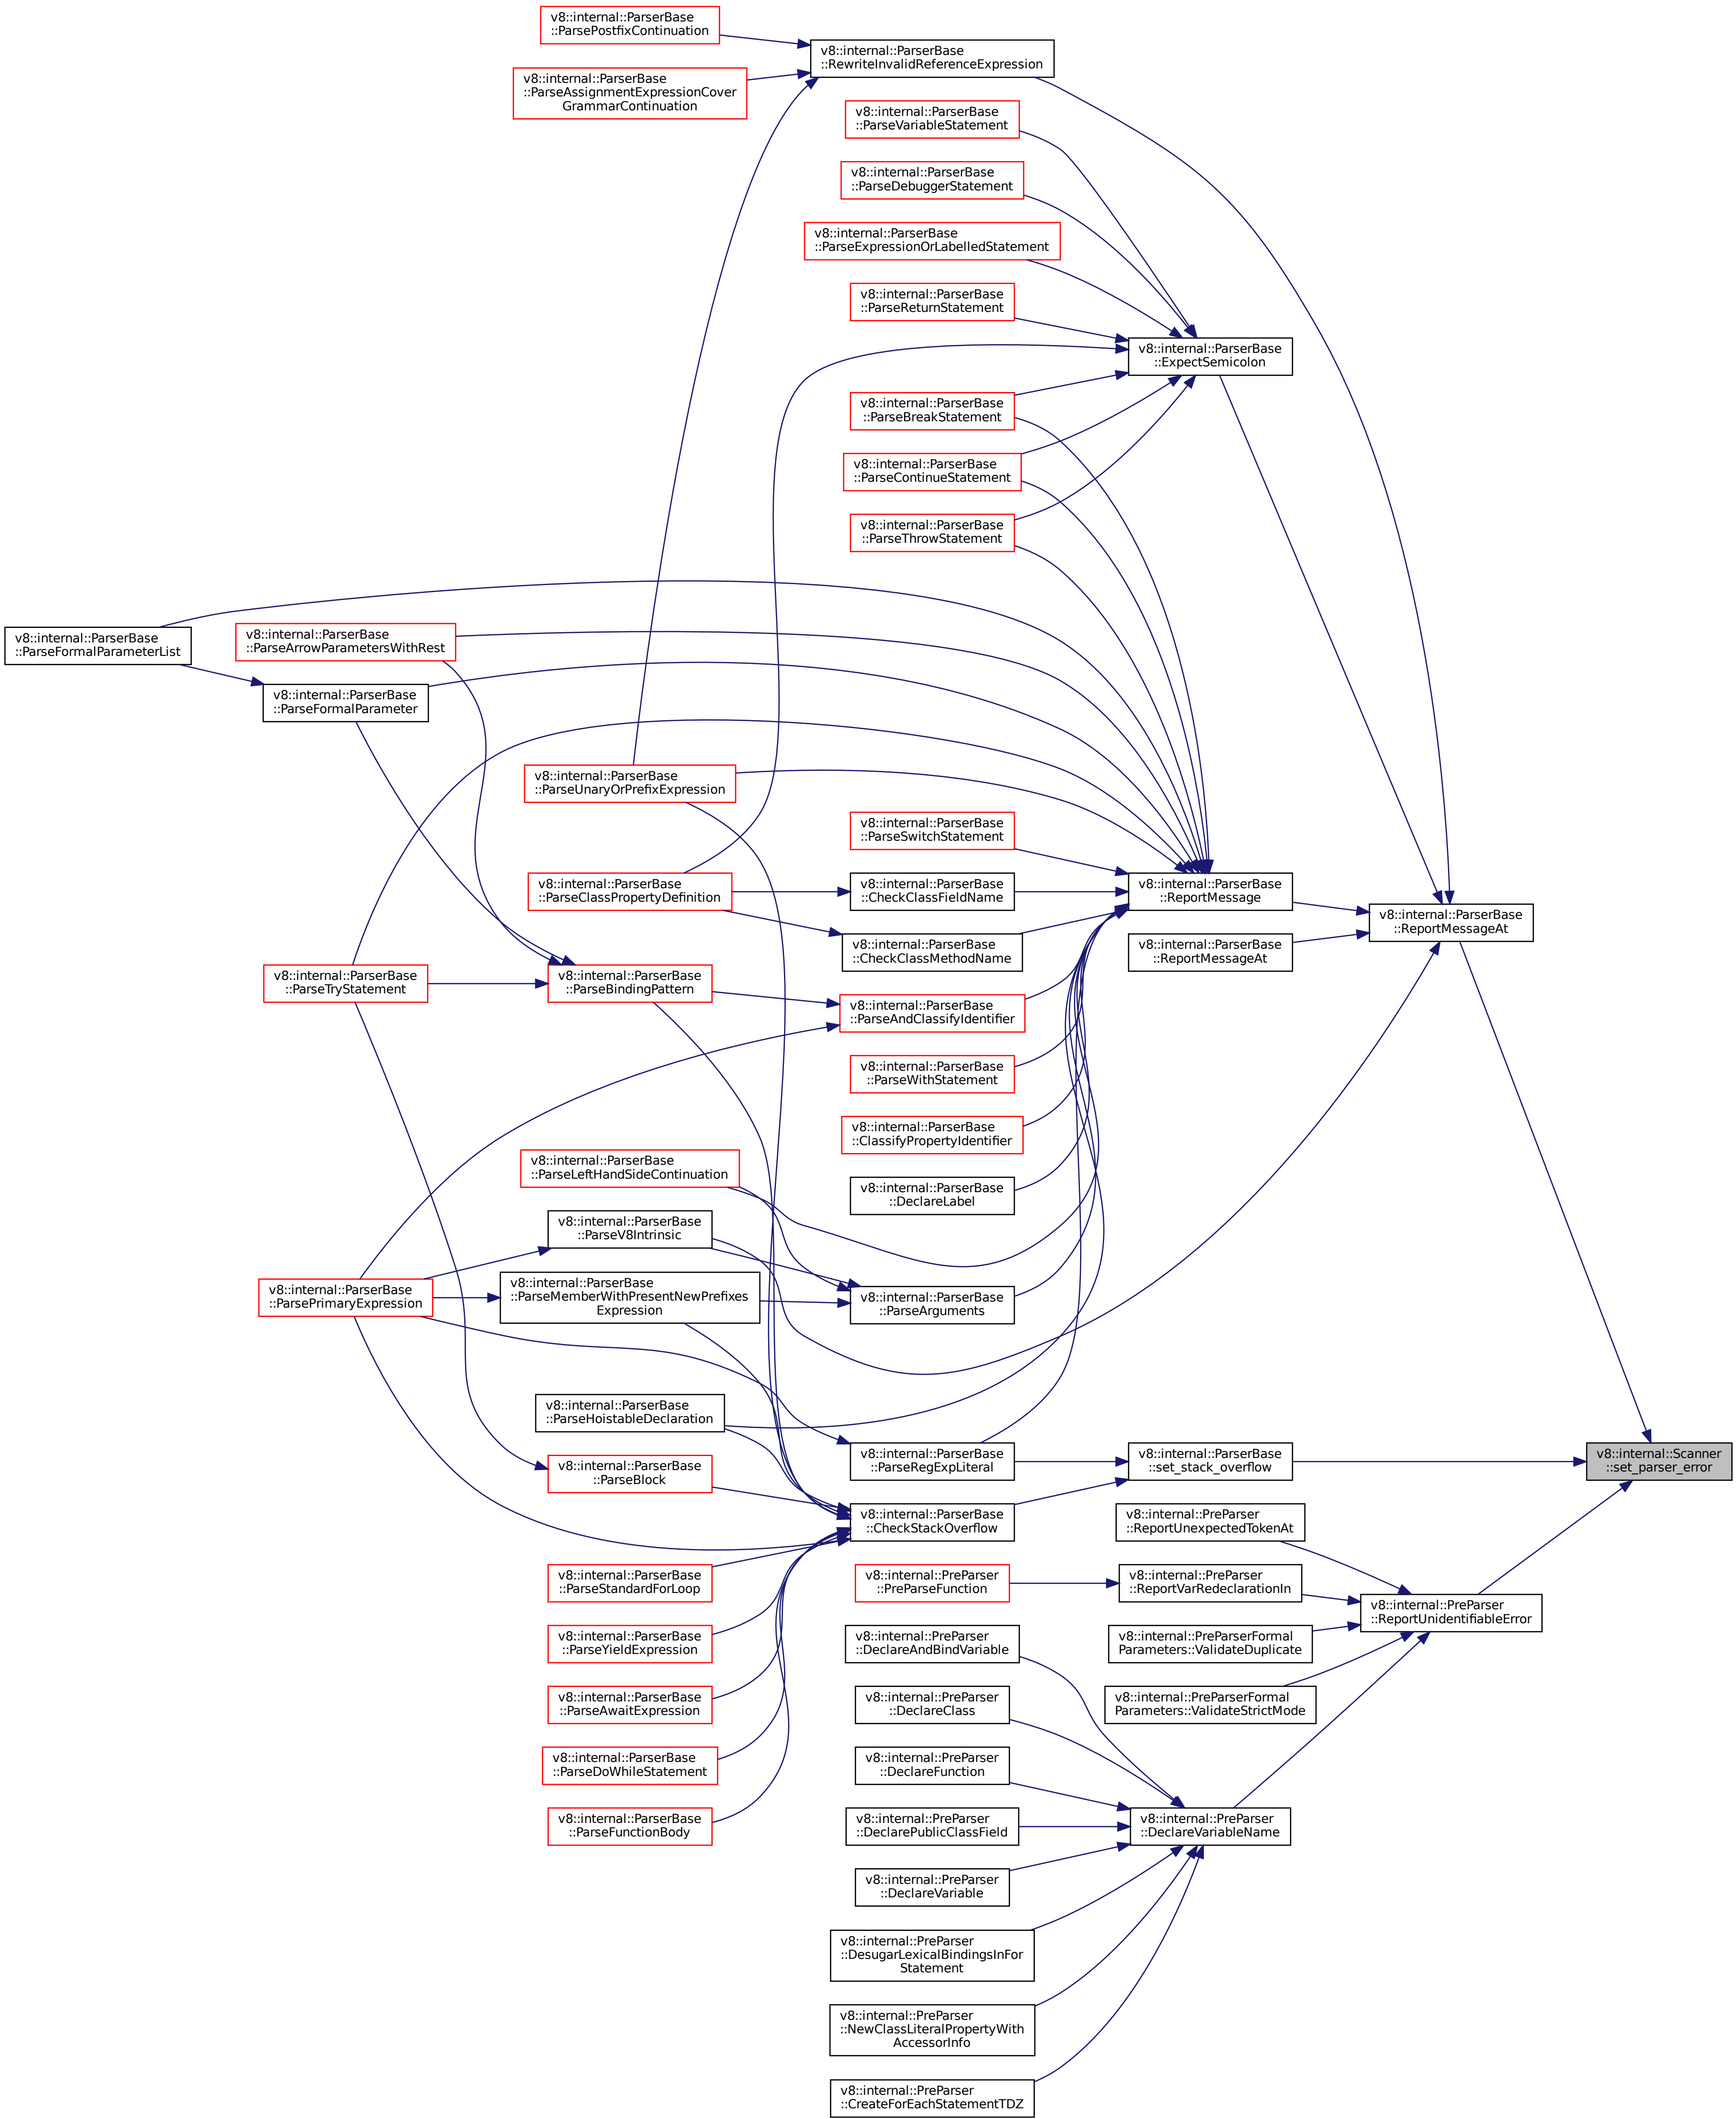 v8::internal::ParserBase
::ParsePostfixContinuation
v8::internal::ParserBase
::RewriteInvalidReferenceExpression
v8::internal::ParserBase
::ParseAssignmentExpressionCover
GrammarContinuation
v8::internal::ParserBase
::ParseVariableStatement
v8::internal::ParserBase
::ParseDebuggerStatement
v8::internal::ParserBase
::ParseExpressionOrLabelledStatement
v8::internal::ParserBase
::ParseReturnStatement
v8::internal::ParserBase
::ExpectSemicolon
v8::internal::ParserBase
::ParseBreakStatement
v8::internal::ParserBase
::ParseContinueStatement
v8::internal::ParserBase
::ParseThrowStatement
v8::internal::ParserBase
::ParseFormalParameterList
v8::internal::ParserBase
::ParseArrowParametersWithRest
v8::internal::ParserBase
::ParseFormalParameter
v8::internal::ParserBase
::ParseUnaryOrPrefixExpression
v8::internal::ParserBase
::ParseSwitchStatement
v8::internal::ParserBase
::ParseClassPropertyDefinition
v8::internal::ParserBase
::CheckClassFieldName
v8::internal::ParserBase
::ReportMessage
v8::internal::ParserBase
::ReportMessageAt
v8::internal::ParserBase
::CheckClassMethodName
v8::internal::ParserBase
::ReportMessageAt
v8::internal::ParserBase
::ParseTryStatement
v8::internal::ParserBase
::ParseBindingPattern
v8::internal::ParserBase
::ParseAndClassifyIdentifier
v8::internal::ParserBase
::ParseWithStatement
v8::internal::ParserBase
::ClassifyPropertyIdentifier
v8::internal::ParserBase
::ParseLeftHandSideContinuation
v8::internal::ParserBase
::DeclareLabel
v8::internal::ParserBase
::ParseV8Intrinsic
v8::internal::ParserBase
::ParsePrimaryExpression
v8::internal::ParserBase
::ParseMemberWithPresentNewPrefixes
Expression
v8::internal::ParserBase
::ParseArguments
v8::internal::ParserBase
::ParseHoistableDeclaration
v8::internal::ParserBase
::ParseBlock
v8::internal::ParserBase
::ParseRegExpLiteral
v8::internal::ParserBase
::set_stack_overflow
v8::internal::Scanner
::set_parser_error
v8::internal::ParserBase
::CheckStackOverflow
v8::internal::PreParser
::ReportUnexpectedTokenAt
v8::internal::ParserBase
::ParseStandardForLoop
v8::internal::PreParser
::PreParseFunction
v8::internal::PreParser
::ReportVarRedeclarationIn
v8::internal::PreParser
::ReportUnidentifiableError
v8::internal::ParserBase
::ParseYieldExpression
v8::internal::PreParser
::DeclareAndBindVariable
v8::internal::PreParserFormal
Parameters::ValidateDuplicate
v8::internal::ParserBase
::ParseAwaitExpression
v8::internal::PreParser
::DeclareClass
v8::internal::PreParserFormal
Parameters::ValidateStrictMode
v8::internal::ParserBase
::ParseDoWhileStatement
v8::internal::PreParser
::DeclareFunction
v8::internal::ParserBase
::ParseFunctionBody
v8::internal::PreParser
::DeclarePublicClassField
v8::internal::PreParser
::DeclareVariableName
v8::internal::PreParser
::DeclareVariable
v8::internal::PreParser
::DesugarLexicalBindingsInFor
Statement
v8::internal::PreParser
::NewClassLiteralPropertyWith
AccessorInfo
v8::internal::PreParser
::CreateForEachStatementTDZ